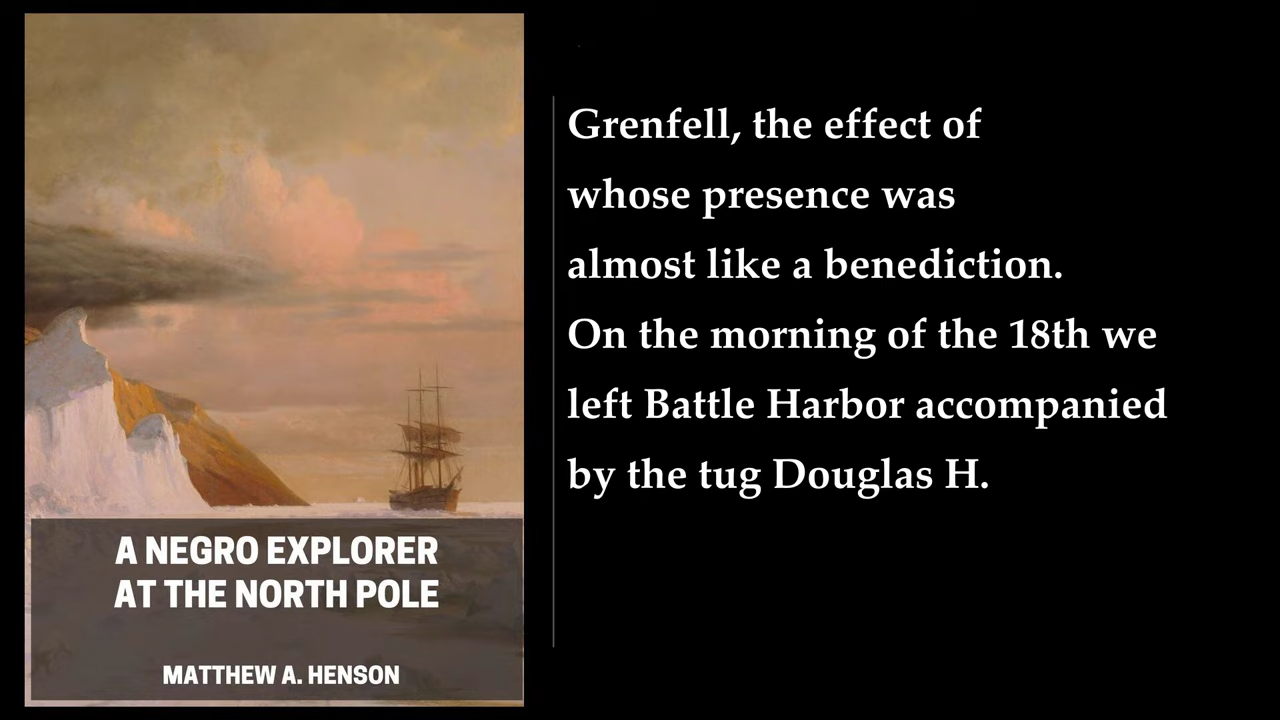 A NEGRO EXPLORER
AT THE NORTH POLE
MATTHEW A. HENSON
Grenfell, the effect of
whose presence was
almost like a benediction.
On the morning of the 18th we
left Battle Harbor accompanied
by the tug Douglas H.